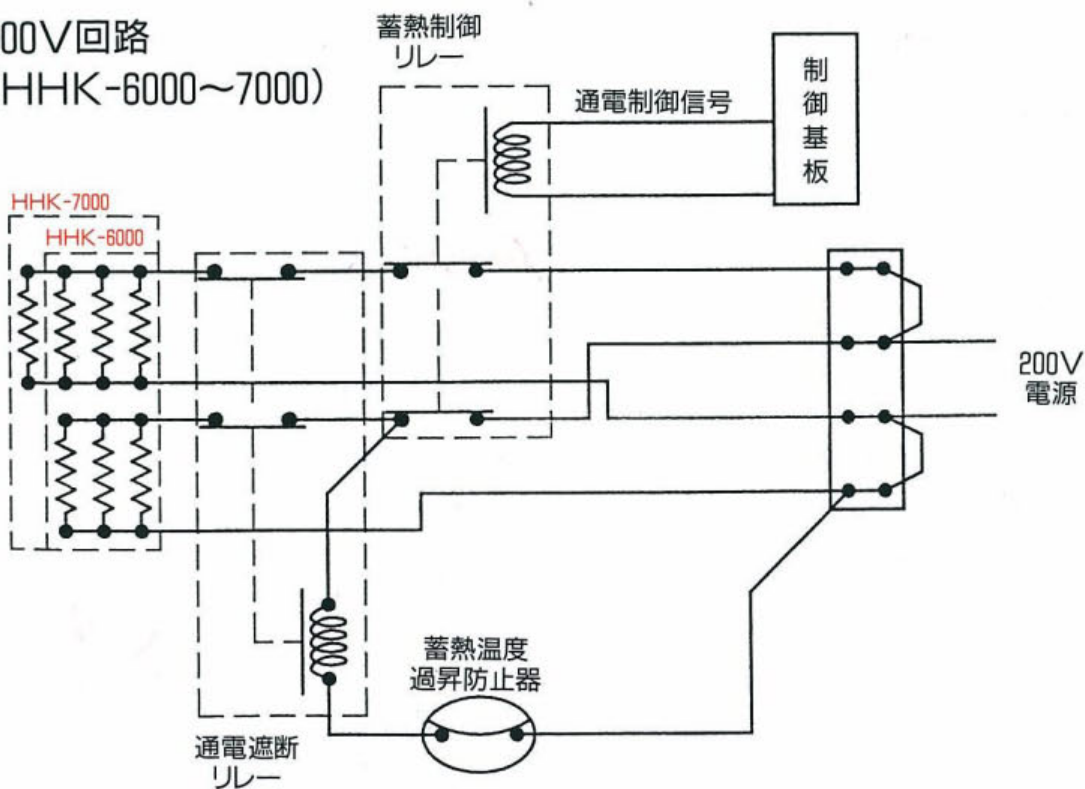 00V回路
HHK-6000〜7000)
蓄熱制御
リレー
通電制御信号
制御基板
HHK-7000
HHK-6000
200V
電源
蓄熱温度
過昇防止器
通電遮断
リレー